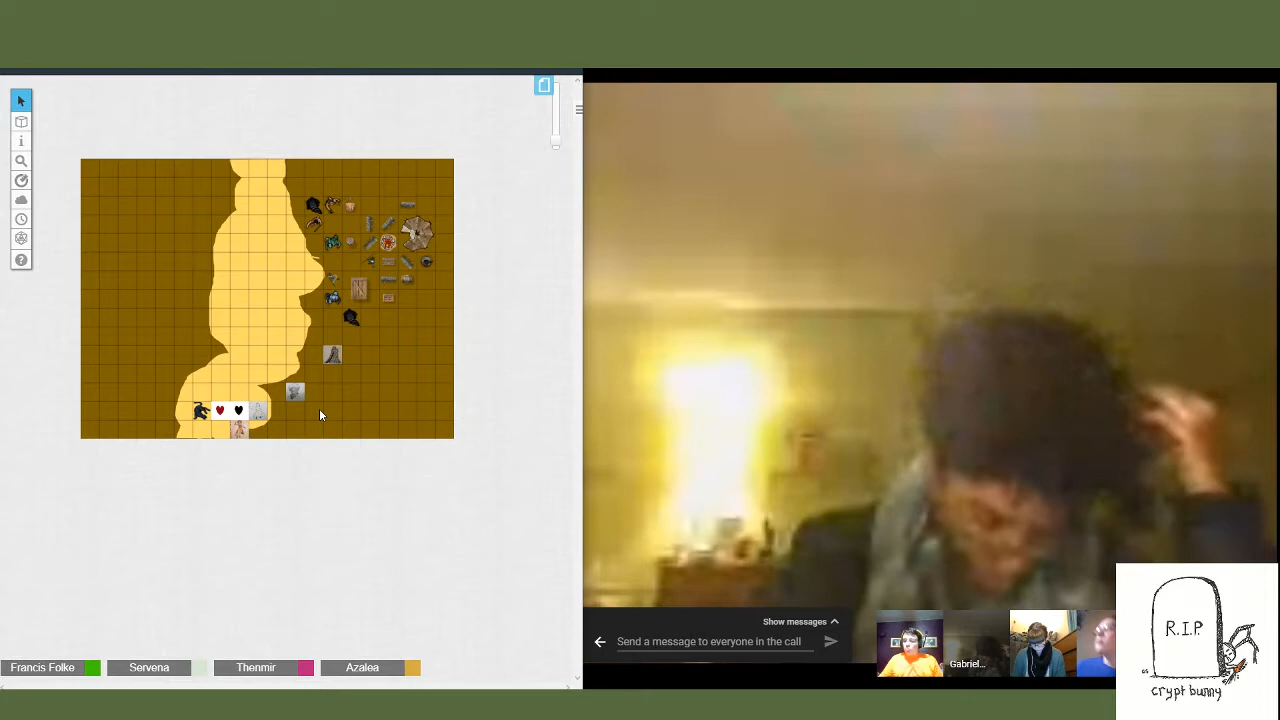 Show messages
Send a message to everyone in the call
Gabriel...
Francis Folke
Servena
Thenmir
Azalea
R.I.P
crypt bunny